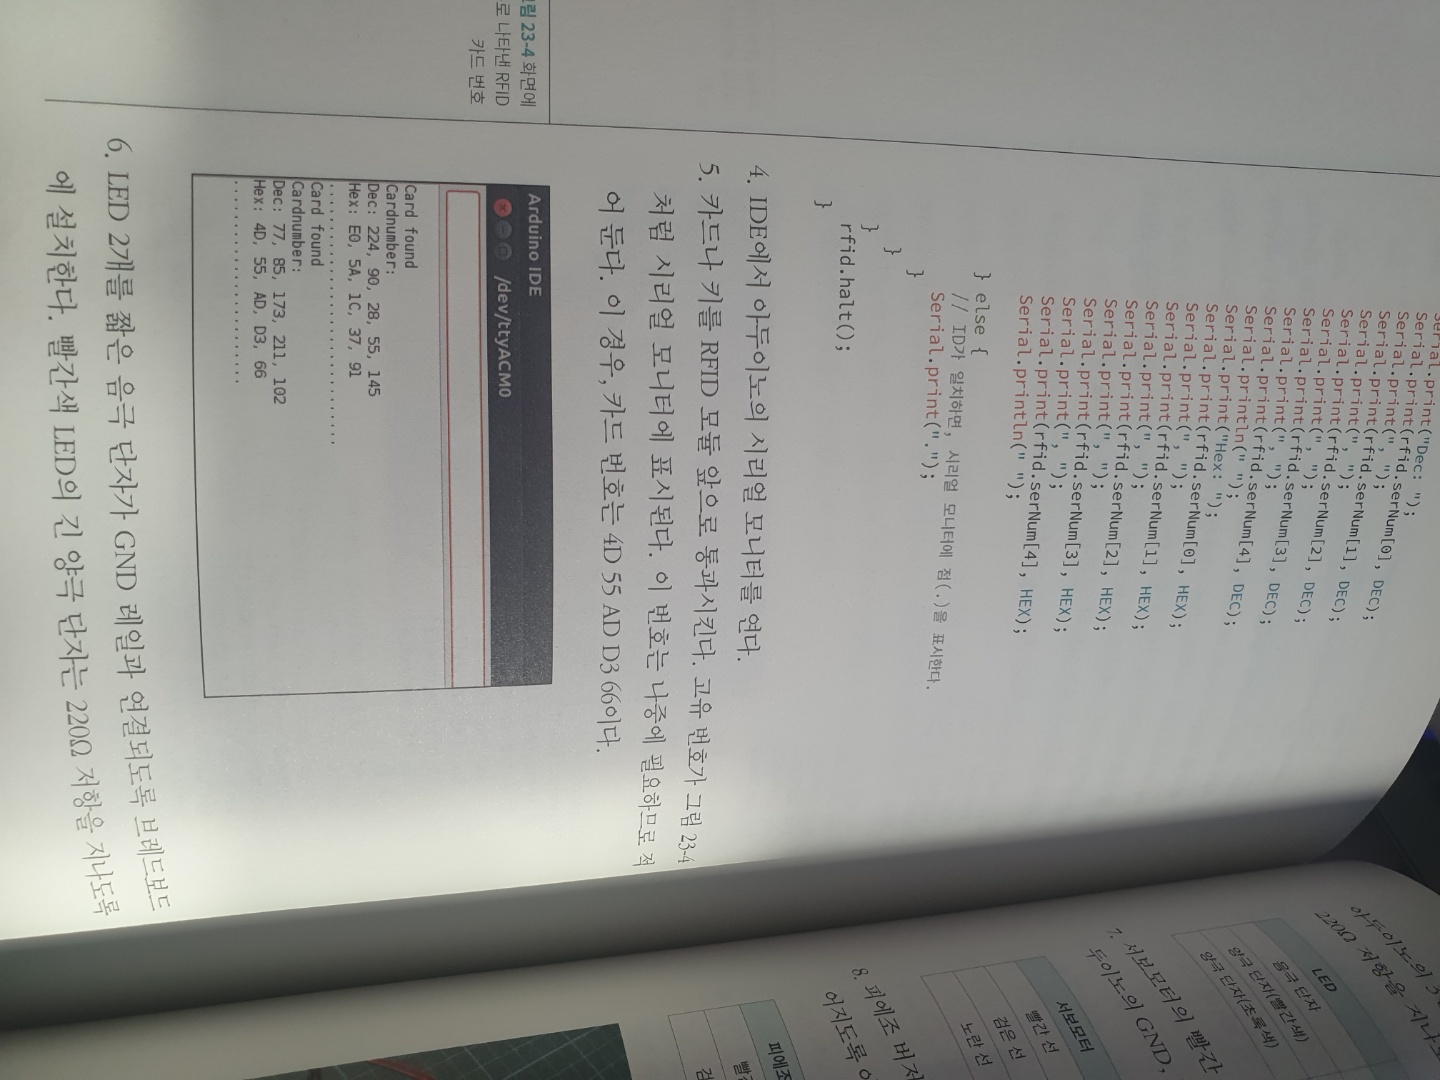 Serial.print("Dec: ");
Serial.print(rfid.serNum[0], DEC);
Serial.print(", ");
Serial.print(rfid.serNum[1], DEC);
Serial.print(", ");
Serial.print(rfid.serNum[2], DEC);
Serial.print(", ");
Serial.print(rfid.serNum[3], DEC);
Serial.print(", ");
Serial.print(rfid.serNum[4], DEC);
Serial.println(" ");
Serial.print("Hex: ");
Serial.print(rfid.serNum[0], HEX);
Serial.print(", ");
Serial.print(rfid.serNum[1], HEX);
Serial.print(", ");
Serial.print(rfid.serNum[2], HEX);
Serial.print(", ");
Serial.print(rfid.serNum[3], HEX);
Serial.print(", ");
Serial.print(rfid.serNum[4], HEX);
Serial.println(" ");
} else {
// ID가 일치하면, 시리얼 모니터에 점(.)을 표시한다.
Serial.print(".");
}
}
}
rfid.halt();
}
4. IDE에서 아두이노의 시리얼 모니터를 연다.
5. 카드나 키를 RFID 모듈 앞으로 통과시킨다. 고유 번호가 그림 23-4
처럼 시리얼 모니터에 표시된다. 이 번호는 나중에 필요하므로 적
어 둔다. 이 경우, 카드 번호는 4D 55 AD D3 66이다.
그림 23-4 화면에
로 나타낸 RFID
카드 번호
Arduino IDE
/dev/ttyACM0
Card found
Cardnumber:
Dec: 224, 90, 28, 55, 145
Hex: E0, 5A, 1C, 37, 91
...............................
Card found
Cardnumber:
Dec: 77, 85, 173, 211, 102
Hex: 4D, 55, AD, D3, 66
........................
6. LED 2개를 짧은 음극 단자가 GND 레일과 연결되도록 브레드보드
에 설치한다. 빨간색 LED의 긴 양극 단자는 220Ω 저항을 지나도록
아두이노의 3
220Ω 저항을 지나도
LED
음극 단자
양극 단자(빨간색)
양극 단자(초록색)
7. 서보모터의 빨간
두이노의 GND,
서보모터
빨간 선
검은 선
노란 선
8. 피에조 버저
어지도록
피에조
빨간
검